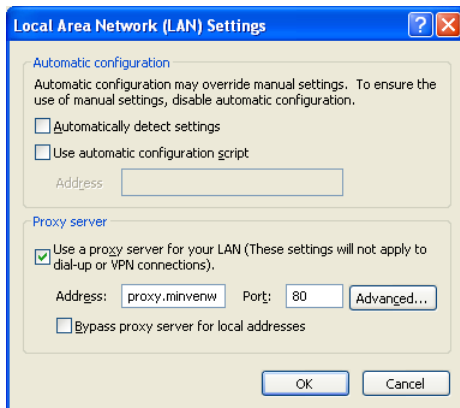 Local Area Network (LAN) Settings
Automatic configuration
Automatic configuration may override manual settings. To ensure the
use of manual settings, disable automatic configuration.
Automatically detect settings
Use automatic configuration script
Address
Proxy server
Use a proxy server for your LAN (These settings will not apply to
dial-up or VPN connections).
Address: proxy.minvenw Port: 80 Advanced...
Bypass proxy server for local addresses
OK Cancel